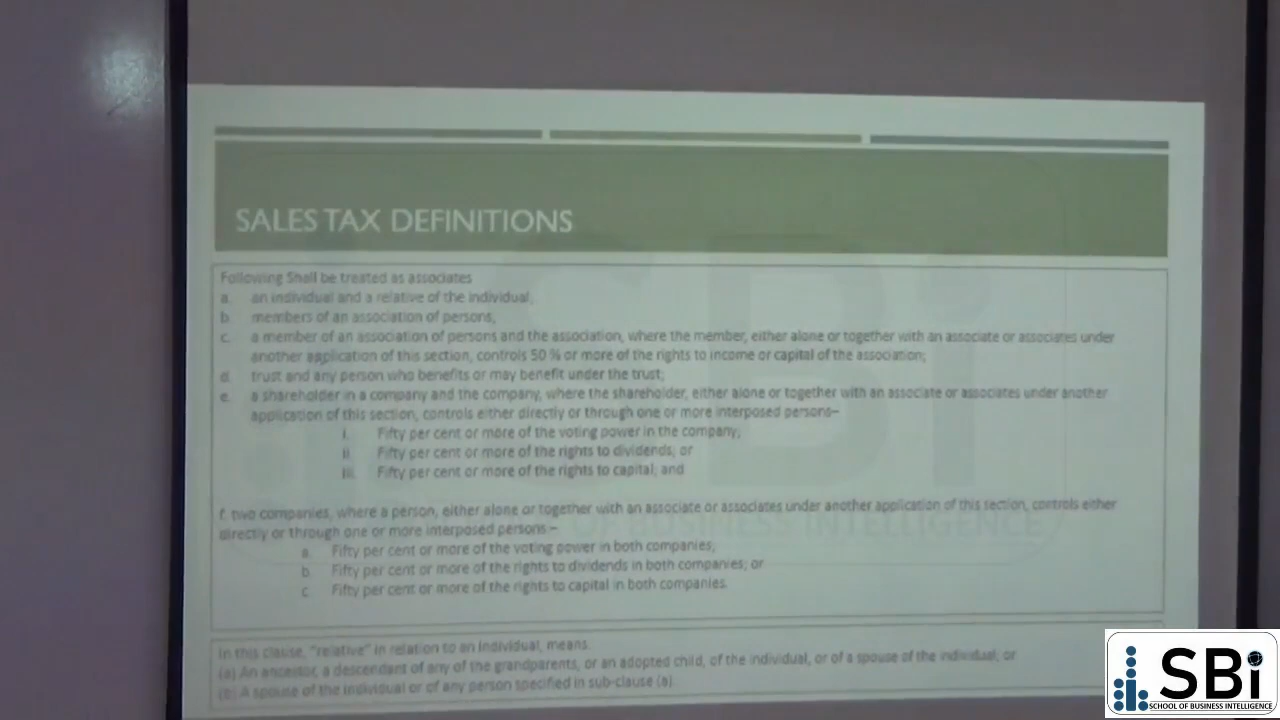 SALES TAX DEFINITIONS
Following Shall be treated as associates
a. an individual and a relative of the individual;
b. members of an association of persons;
c. a member of an association of persons and the association, where the member, either alone or together with an associate or associates under
another application of this section, controls 50 % or more of the rights to income or capital of the association;
d. trust and any person who benefits or may benefit under the trust;
e. a shareholder in a company and the company, where the shareholder, either alone or together with an associate or associates under another
application of this section, controls either directly or through one or more interposed persons–
i. Fifty per cent or more of the voting power in the company;
ii. Fifty per cent or more of the rights to dividends; or
iii. Fifty per cent or more of the rights to capital; and
f. two companies, where a person, either alone or together with an associate or associates under another application of this section, controls either
directly or through one or more interposed persons –
a. Fifty per cent or more of the voting power in both companies;
b. Fifty per cent or more of the rights to dividends in both companies; or
c. Fifty per cent or more of the rights to capital in both companies.
In this clause, "relative" in relation to an individual, means
(a) An ancestor, a descendant of any of the grandparents, or an adopted child, of the individual, or of a spouse of the individual; or
(b) A spouse of the individual or of any person specified in sub-clause (a).
SBi
OF BUSINESS INTELLIGENCE
SBi
SCHOOL OF BUSINESS INTELLIGENCE